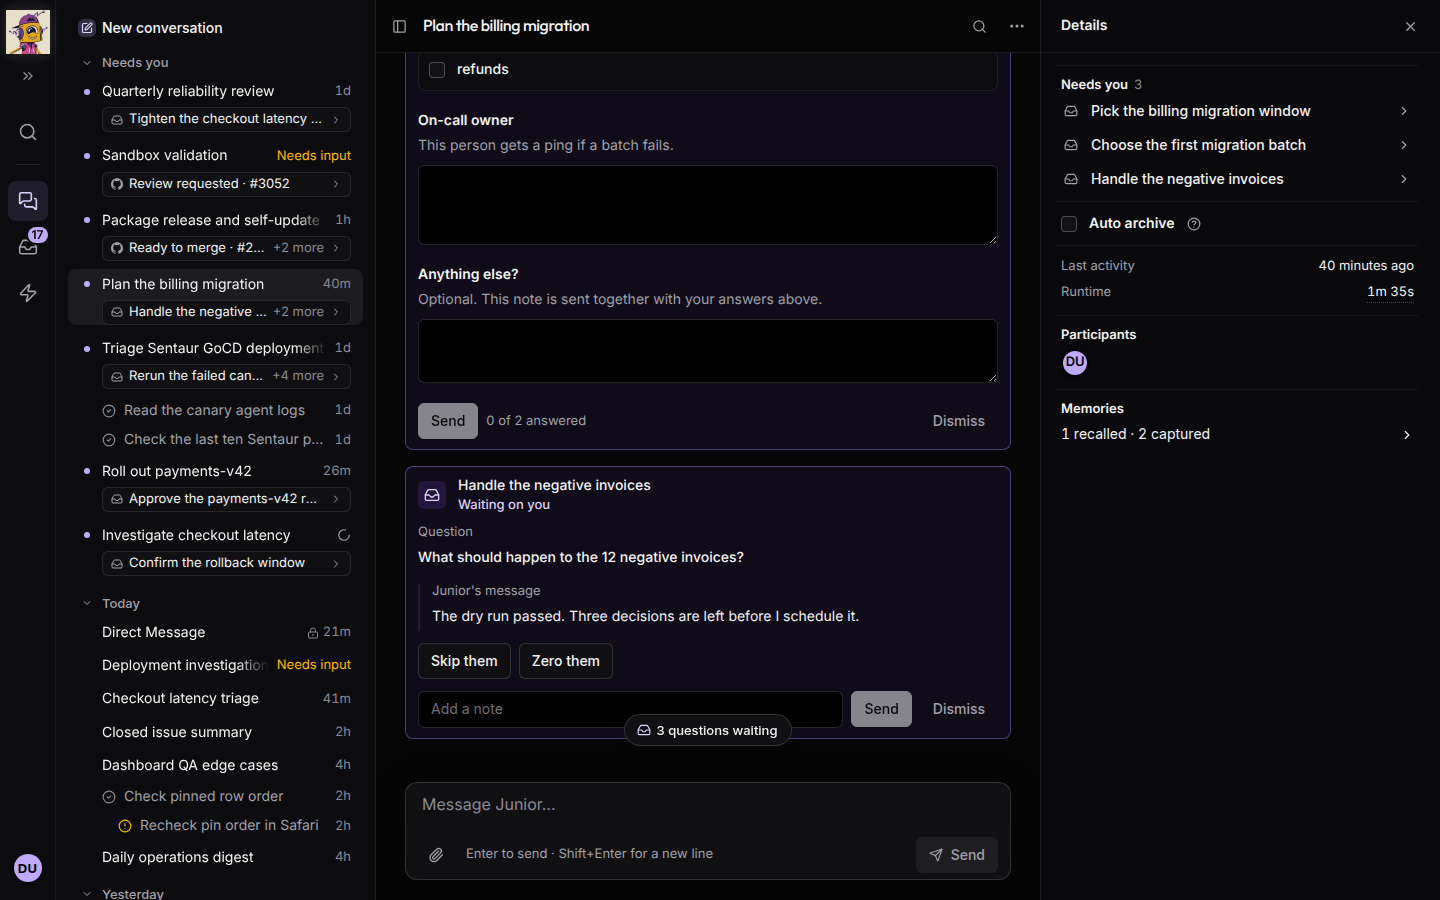 New conversation
Needs you
Quarterly reliability review 1d
Tighten the checkout latency ...
Sandbox validation Needs input
Review requested · #3052
Package release and self-update 1h
Ready to merge · #2... +2 more
17
Plan the billing migration 40m
Handle the negative ... +2 more
Triage Sentaur GoCD deployment 1d
Rerun the failed can... +4 more
Read the canary agent logs 1d
Check the last ten Sentaur p... 1d
Roll out payments-v42 26m
Approve the payments-v42 r...
Investigate checkout latency
Confirm the rollback window
Today
Direct Message 21m
Deployment investigation Needs input
Checkout latency triage 41m
Closed issue summary 2h
Dashboard QA edge cases 4h
Check pinned row order 2h
Recheck pin order in Safari 2h
Daily operations digest 4h
Yesterday
DU
Plan the billing migration
refunds
On-call owner
This person gets a ping if a batch fails.
Anything else?
Optional. This note is sent together with your answers above.
Send 0 of 2 answered Dismiss
Handle the negative invoices
Waiting on you
Question
What should happen to the 12 negative invoices?
Junior's message
The dry run passed. Three decisions are left before I schedule it.
Skip them Zero them
Add a note Send Dismiss
3 questions waiting
Message Junior...
Enter to send · Shift+Enter for a new line Send
Details
Needs you 3
Pick the billing migration window
Choose the first migration batch
Handle the negative invoices
Auto archive
Last activity 40 minutes ago
Runtime 1m 35s
Participants
DU
Memories
1 recalled · 2 captured